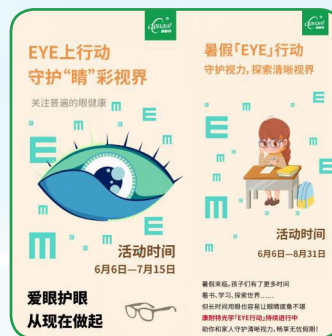 EYE上行动
守护“睛”彩视界
关注普遍的眼健康
活动时间
6月6日—7月15日
爱眼护眼
从现在做起
暑假「EYE」行动
守护视力，探索清晰视界
活动时间
6月6日—8月31日
暑假来临，孩子们有了更多时间
看书、学习、探索世界……
但长时间用眼也容易让眼睛疲惫不堪
康耐特光学「EYE行动」持续进行中
助你和家人守护清晰视力，畅享无忧假期！